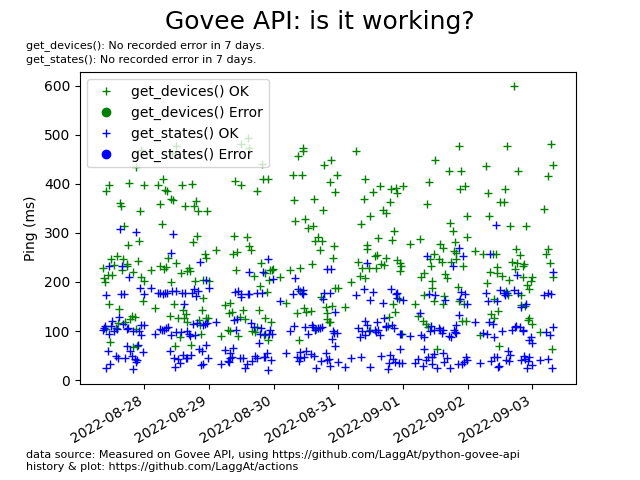 Govee API: is it working?
get_devices(): No recorded error in 7 days.
get_states(): No recorded error in 7 days.
get_devices() OK
get_devices() Error
get_states() OK
get_states() Error
Ping (ms)
600
500
400
300
200
100
0
2022-08-28
2022-08-29
2022-08-30
2022-08-31
2022-09-01
2022-09-02
2022-09-03
data source: Measured on Govee API, using https://github.com/LaggAt/python-govee-api
history & plot: https://github.com/LaggAt/actions